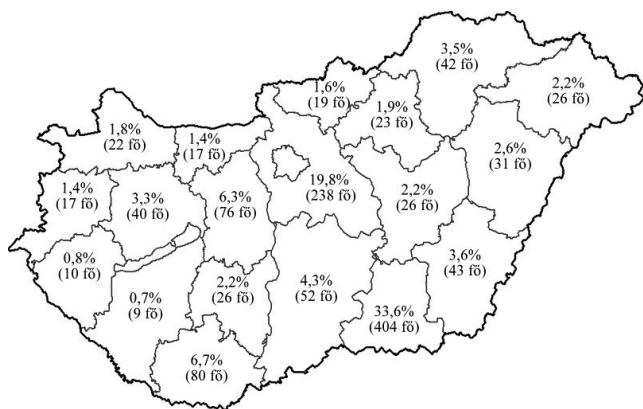 3,5%
(42 fő)
1,6%
(19 fő)
1,9%
(23 fő)
2,2%
(26 fő)
1,8%
(22 fő)
1,4%
(17 fő)
2,6%
(31 fő)
1,4%
(17 fő)
3,3%
(40 fő)
6,3%
(76 fő)
19,8%
(238 fő)
2,2%
(26 fő)
0,8%
(10 fő)
0,7%
(9 fő)
2,2%
(26 fő)
4,3%
(52 fő)
3,6%
(43 fő)
33,6%
(404 fő)
6,7%
(80 fő)